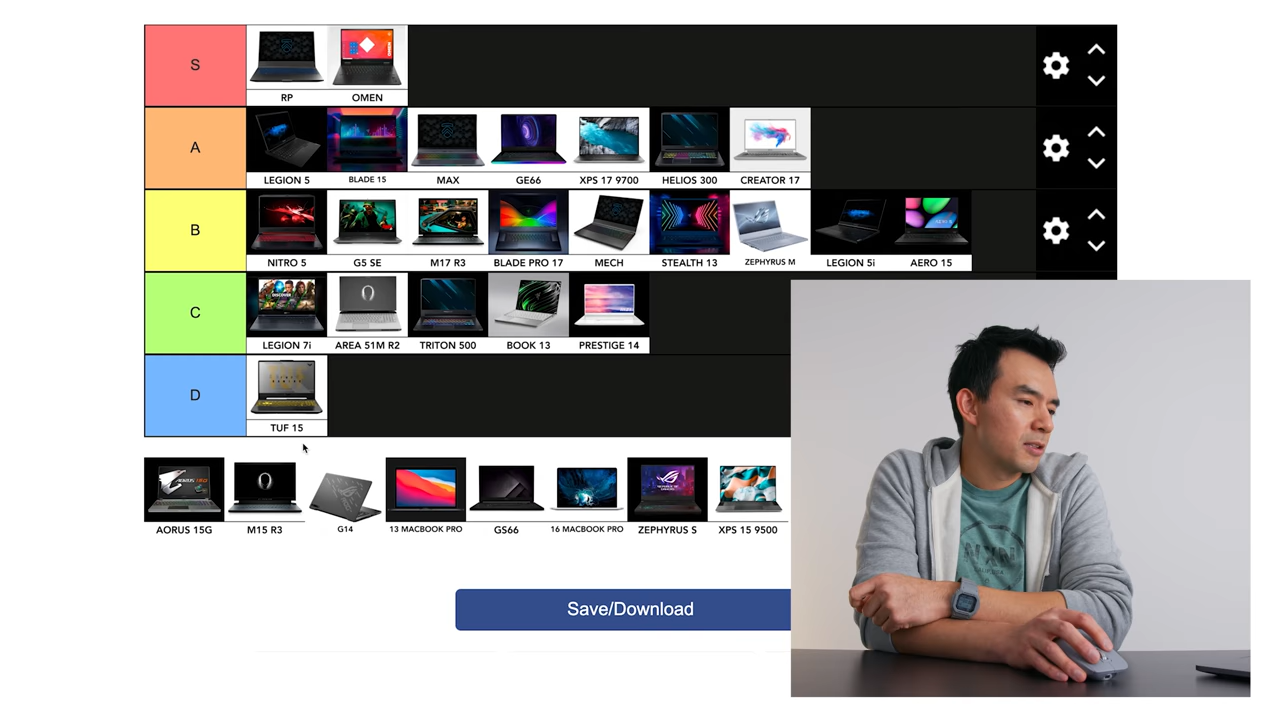 S
RP OMEN
A
LEGION 5 BLADE 15 MAX GE66 XPS 17 9700 HELIOS 300 CREATOR 17
B
NITRO 5 G5 SE M17 R3 BLADE PRO 17 MECH STEALTH 13 ZEPHYRUS M LEGION 5i AERO 15
C
DISCOVER
LEGION 7i AREA 51M R2 TRITON 500 BOOK 13 PRESTIGE 14
D
TUF 15
AORUS 15G M15 R3 G14 13 MACBOOK PRO GS66 16 MACBOOK PRO ZEPHYRUS S XPS 15 9500
Save/Download